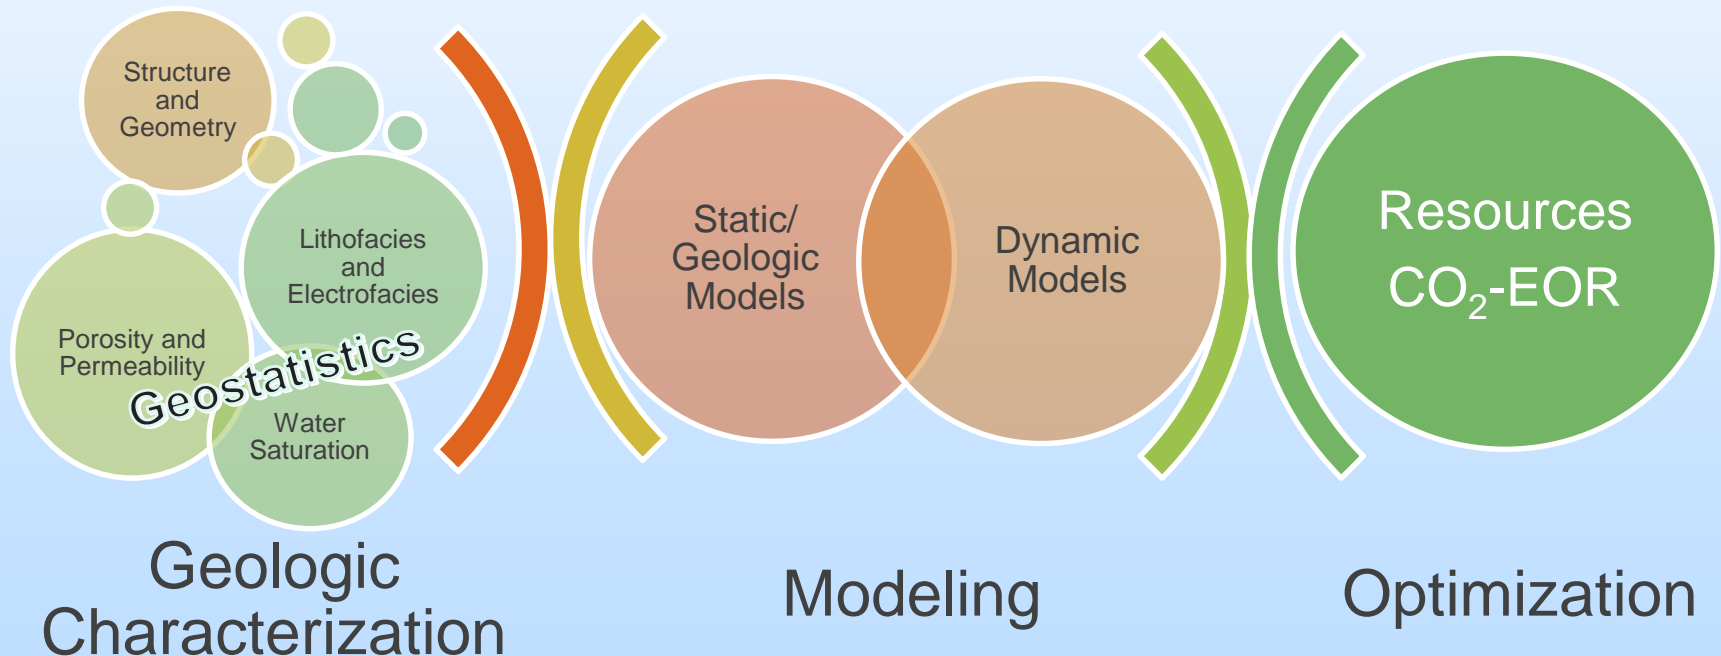 Structure
and
Geometry
Lithofacies
and
Electrofacies
Porosity and
Permeability
Geostatistics
Water
Saturation
Geologic
Characterization
Static/
Geologic
Models
Dynamic
Models
Modeling
Resources
CO₂-EOR
Optimization